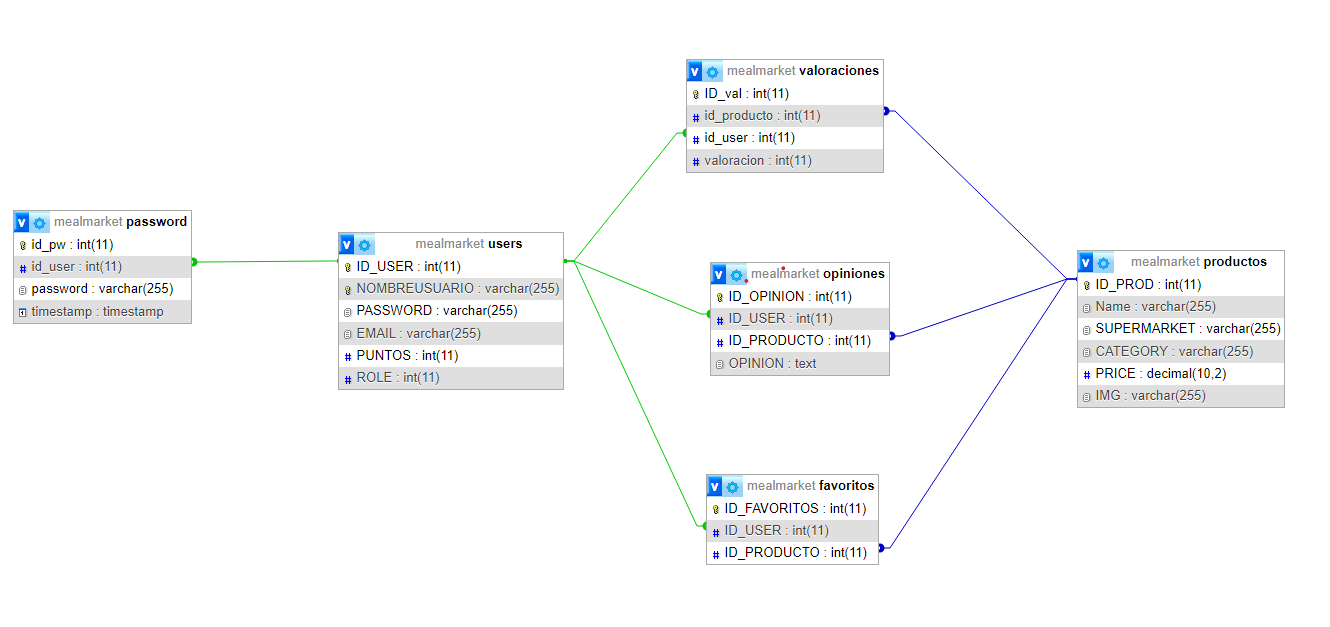 mealmarket valoraciones
ID_val : int(11)
id_producto : int(11)
id_user : int(11)
valoracion : int(11)
mealmarket password
id_pw : int(11)
id_user : int(11)
password : varchar(255)
timestamp : timestamp
mealmarket users
ID_USER : int(11)
NOMBREUSUARIO : varchar(255)
PASSWORD : varchar(255)
EMAIL : varchar(255)
PUNTOS : int(11)
ROLE : int(11)
mealmarket opiniones
ID_OPINION : int(11)
ID_USER : int(11)
ID_PRODUCTO : int(11)
OPINION : text
mealmarket productos
ID_PROD : int(11)
Name : varchar(255)
SUPERMARKET : varchar(255)
CATEGORY : varchar(255)
PRICE : decimal(10,2)
IMG : varchar(255)
mealmarket favoritos
ID_FAVORITOS : int(11)
ID_USER : int(11)
ID_PRODUCTO : int(11)